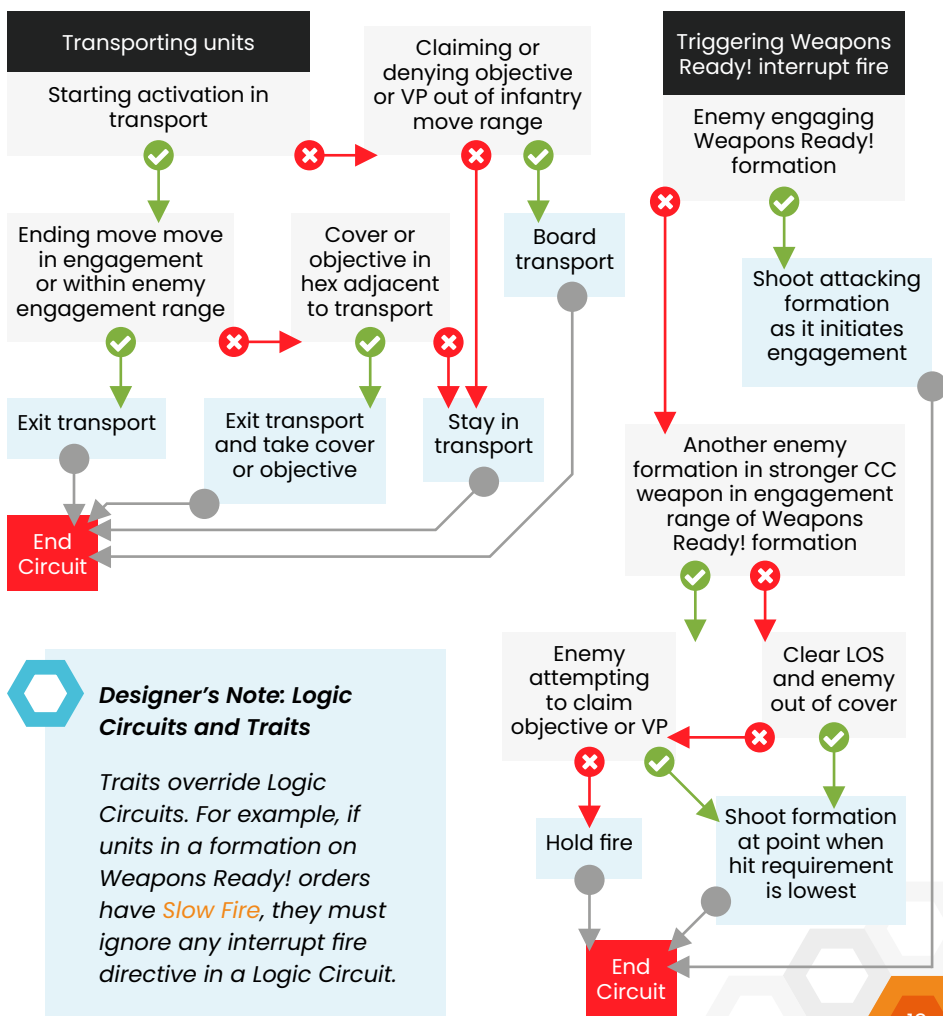 Transporting units
Starting activation in
transport
Claiming or
denying objective
or VP out of infantry
move range
Ending move move
in engagement
or within enemy
engagement range
Cover or
objective in
hex adjacent
to transport
Board
transport
Exit transport
Exit transport
and take cover
or objective
Stay in
transport
End
Circuit
Triggering Weapons
Ready! interrupt fire
Enemy engaging
Weapons Ready!
formation
Shoot attacking
formation
as it initiates
engagement
Another enemy
formation in stronger CC
weapon in engagement
range of Weapons
Ready! formation
Enemy
attempting
to claim
objective or VP
Clear LOS
and enemy
out of cover
Hold fire
Shoot formation
at point when
hit requirement
is lowest
End
Circuit
Designer's Note: Logic
Circuits and Traits
Traits override Logic
Circuits. For example, if
units in a formation on
Weapons Ready! orders
have Slow Fire, they must
ignore any interrupt fire
directive in a Logic Circuit.